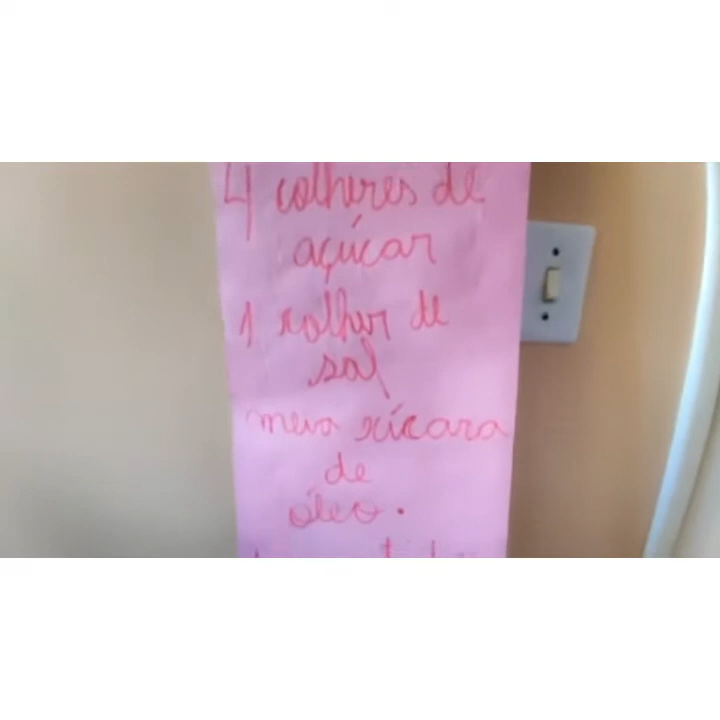 4 colheres de
açúcar
1 colher de
sal
meia xícara
de
óleo.